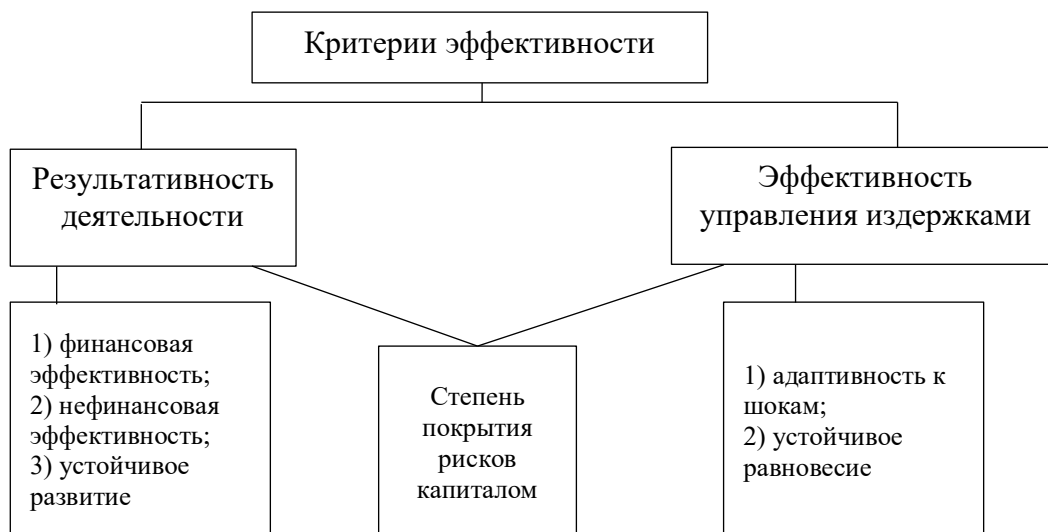 Критерии эффективности
Результативность
деятельности
Эффективность
управления издержками
1) финансовая
эффективность;
2) нефинансовая
эффективность;
3) устойчивое
развитие
Степень
покрытия
рисков
капиталом
1) адаптивность к
шокам;
2) устойчивое
равновесие